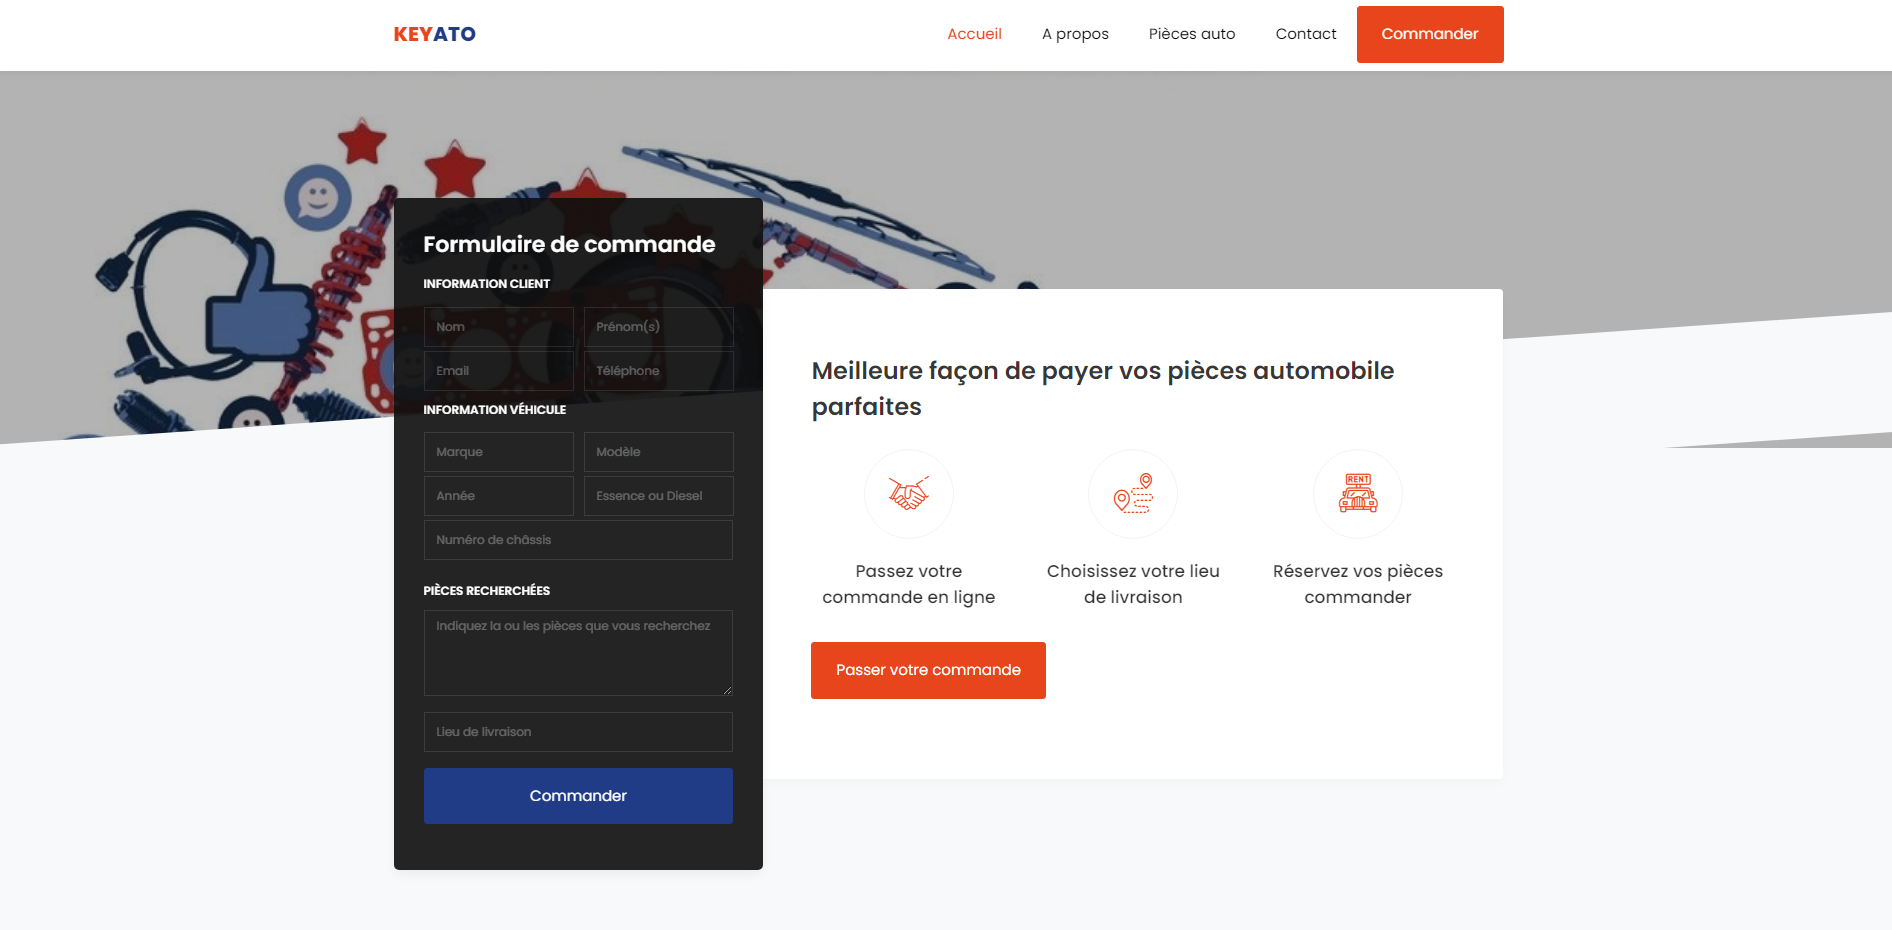 KEYATO
Accueil
A propos
Pièces auto
Contact
Commander
Formulaire de commande
INFORMATION CLIENT
Nom
Prénom(s)
Email
Téléphone
INFORMATION VÉHICULE
Marque
Modèle
Année
Essence ou Diesel
Numéro de châssis
PIÈCES RECHERCHÉES
Indiquez la ou les pièces que vous recherchez
Lieu de livraison
Commander
Meilleure façon de payer vos pièces automobile
parfaites
RENT
Passez votre
commande en ligne
Choisissez votre lieu
de livraison
Réservez vos pièces
commander
Passer votre commande